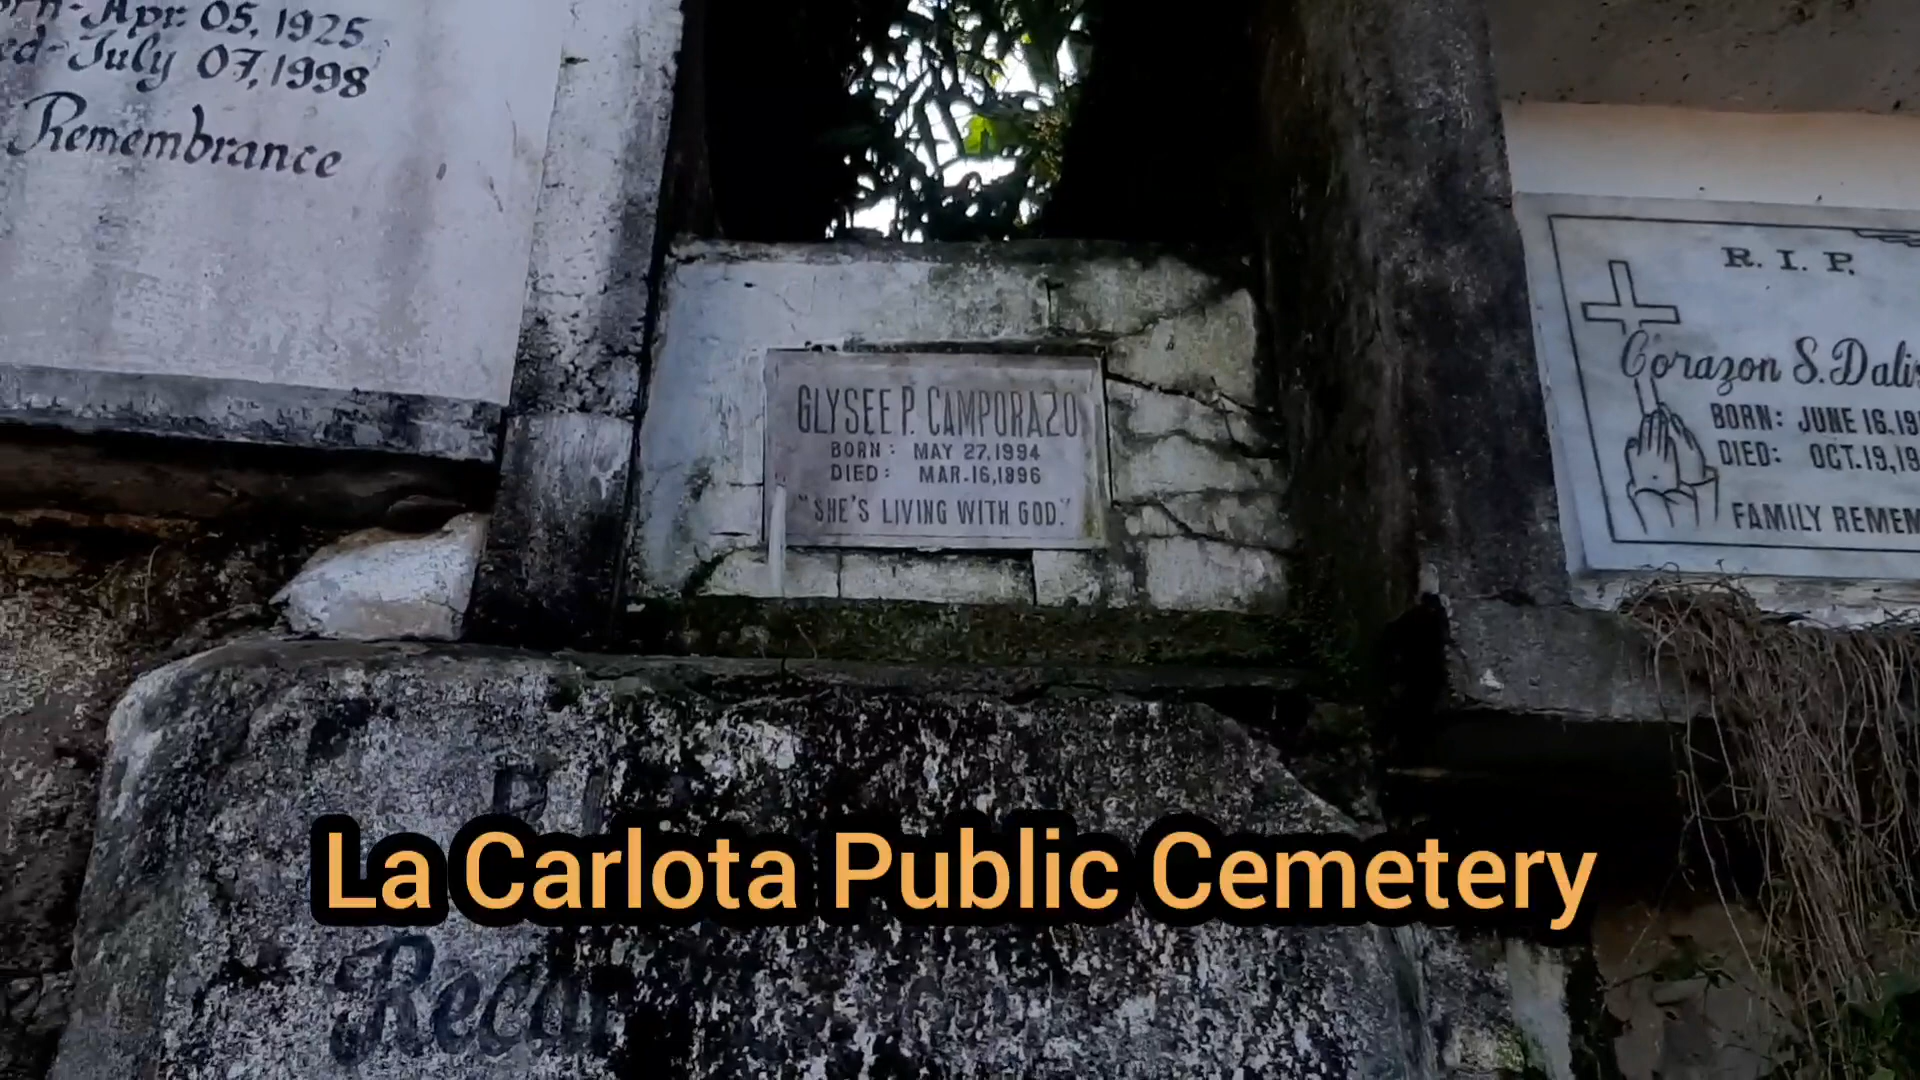 Apr. 05, 1925
July 07, 1998
Remembrance
GLYSEE P. CAMPORAZO
BORN: MAY 27, 1994
DIED: MAR. 16, 1896
"SHE'S LIVING WITH GOD."
R. I. P.
Corazon S.
BORN: JUNE 16, 
DIED: OCT. 19, 
FAMILY
La Carlota Public Cemetery